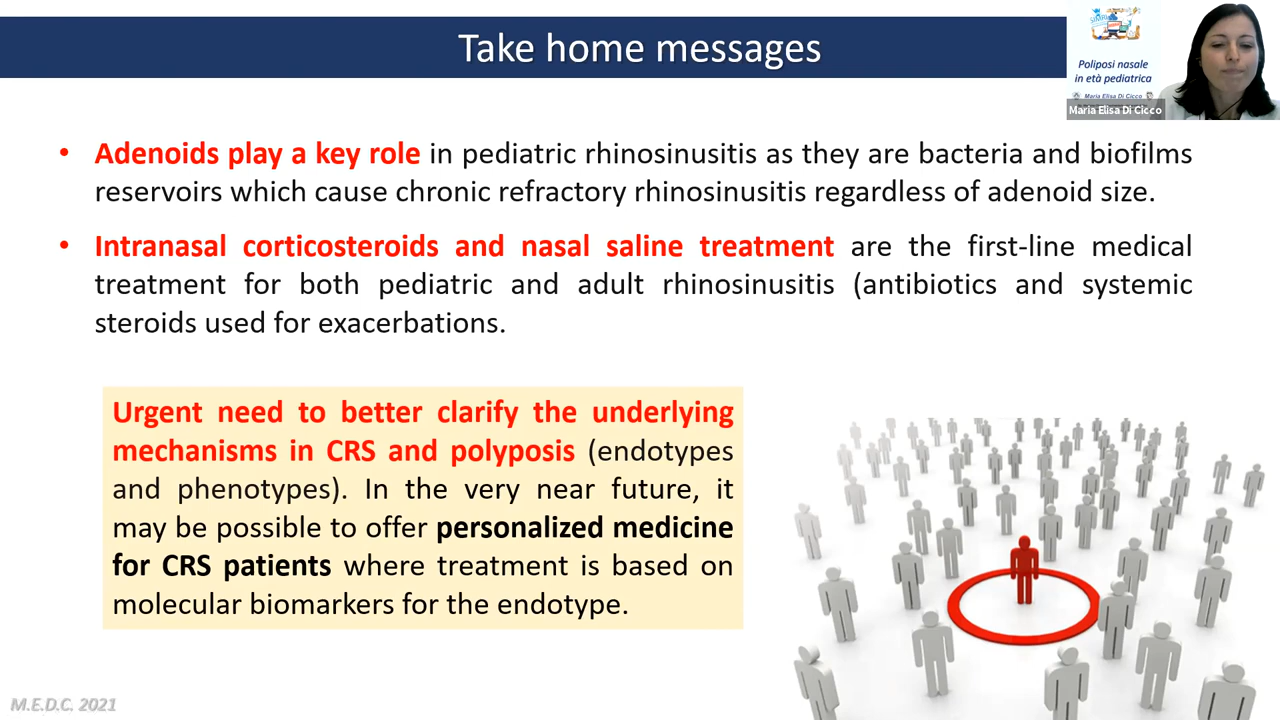 Take home messages
SIMRI
Poliposi nasale
in età pediatrica
Maria Elisa Di Cicco
Maria Elisa Di Cicco
• Adenoids play a key role in pediatric rhinosinusitis as they are bacteria and biofilms
reservoirs which cause chronic refractory rhinosinusitis regardless of adenoid size.
• Intranasal corticosteroids and nasal saline treatment are the first-line medical
treatment for both pediatric and adult rhinosinusitis (antibiotics and systemic
steroids used for exacerbations.
Urgent need to better clarify the underlying
mechanisms in CRS and polyposis (endotypes
and phenotypes). In the very near future, it
may be possible to offer personalized medicine
for CRS patients where treatment is based on
molecular biomarkers for the endotype.
M.E.D.C. 2021